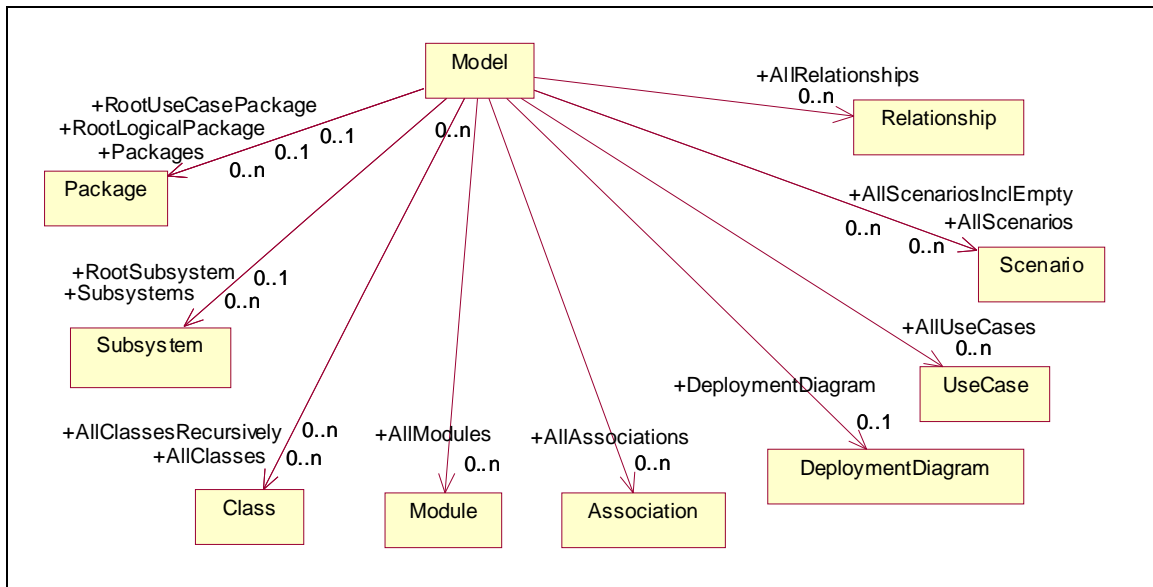 Model
+AllRelationships
0..n
Relationship
+RootUseCasePackage
0..1
+RootLogicalPackage
0..1
+Packages
0..n
Package
0..n
+AllScenariosInclEmpty
0..n
+AllScenarios
0..n
Scenario
+RootSubsystem
0..1
+Subsystems
0..n
Subsystem
+AllUseCases
0..n
UseCase
+DeploymentDiagram
0..1
DeploymentDiagram
+AllClassesRecursively
0..n
+AllClasses
0..n
Class
+AllModules
0..n
Module
+AllAssociations
0..n
Association